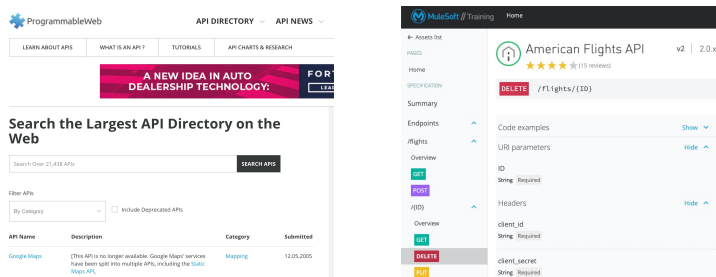 ProgrammableWeb
API DIRECTORY
API NEWS
LEARN ABOUT APIS
WHAT IS AN API ?
TUTORIALS
API CHARTS & RESEARCH
A NEW IDEA IN AUTO
DEALERSHIP TECHNOLOGY:
FORT
LEA
Search the Largest API Directory on the
Web
Search Over 21,438 APIs
SEARCH APIS
Filter APIs
By Category
Include Deprecated APIs
API Name Description Category Submitted
Google Maps [This API is no longer available. Google Maps' services Mapping 12.05.2005
have been split into multiple APIs, including the Static
Maps API,
MuleSoft // Training Home
← Assets list
PAGES
Home
SPECIFICATION
Summary
Endpoints
/flights
Overview
GET
POST
/{ID}
Overview
GET
DELETE
PUT
American Flights API v2 2.0.x
(15 reviews)
DELETE /flights/{ID}
Code examples Show
URI parameters Hide
ID
String Required
Headers Hide
client_id
String Required
client_secret
String Required